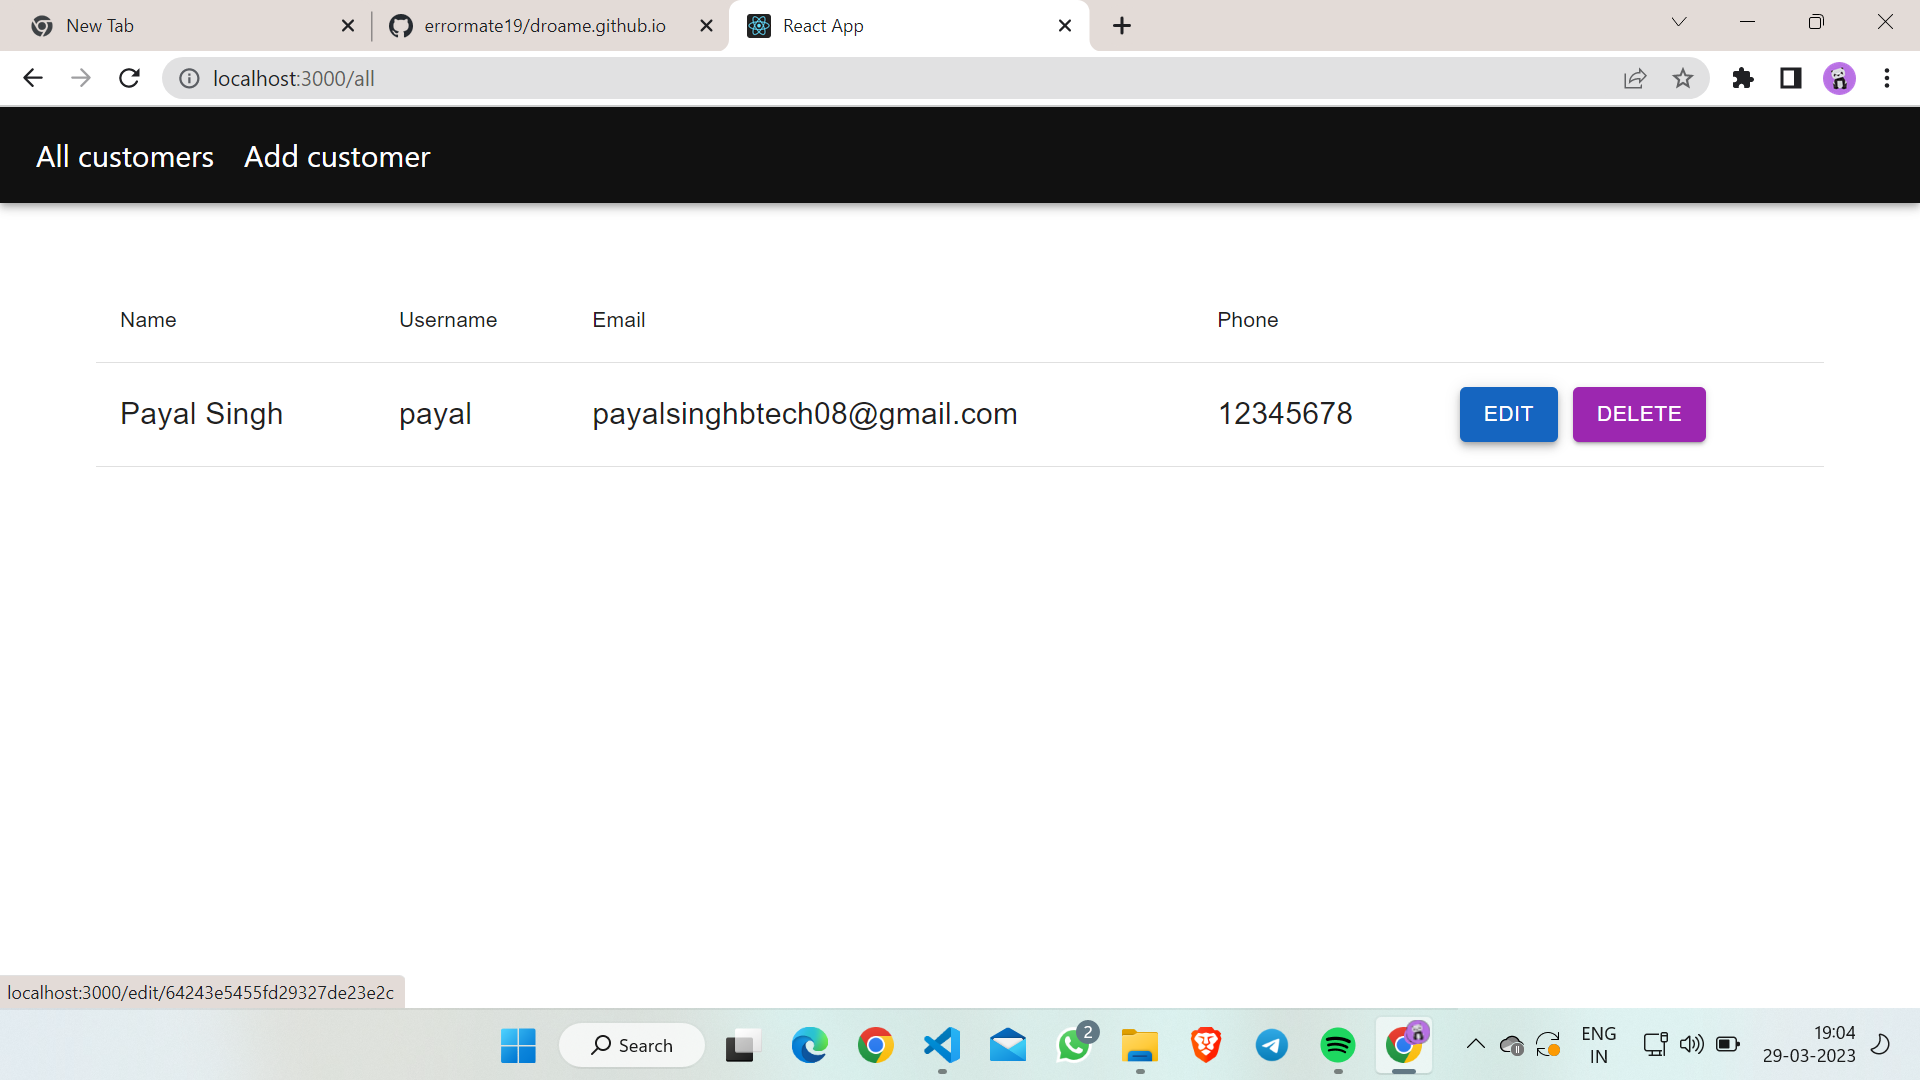 New Tab
errormate19/droame.github.io
React App
localhost:3000/all
All customers Add customer
Name Username Email Phone
Payal Singh payal payalsinghbtech08@gmail.com 12345678 EDIT DELETE
localhost:3000/edit/64243e5455fd29327de23e2c
Search
2
ENG
IN
19:04
29-03-2023